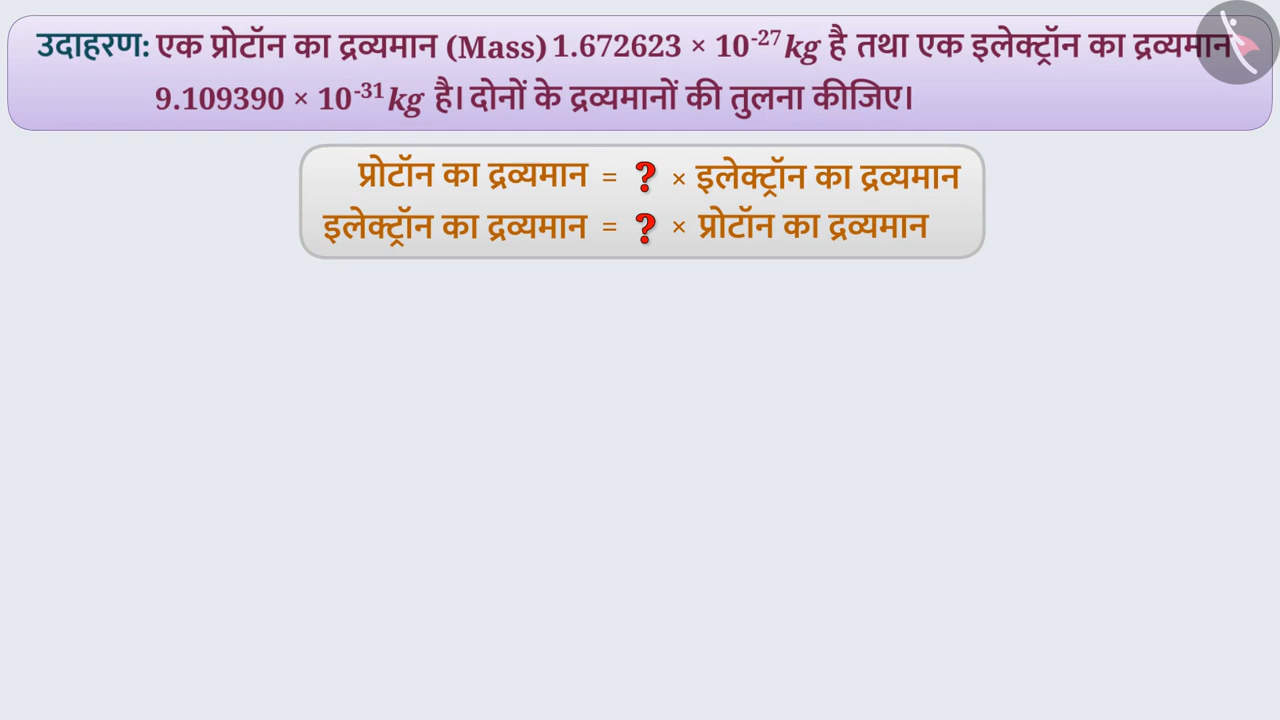 उदाहरण: एक प्रोटॉन का द्रव्यमान (Mass) 1.672623 × 10⁻²⁷ kg है तथा एक इलेक्ट्रॉन का द्रव्यमान
9.109390 × 10⁻³¹ kg है। दोनों के द्रव्यमानों की तुलना कीजिए।
प्रोटॉन का द्रव्यमान = ? × इलेक्ट्रॉन का द्रव्यमान
इलेक्ट्रॉन का द्रव्यमान = ? × प्रोटॉन का द्रव्यमान